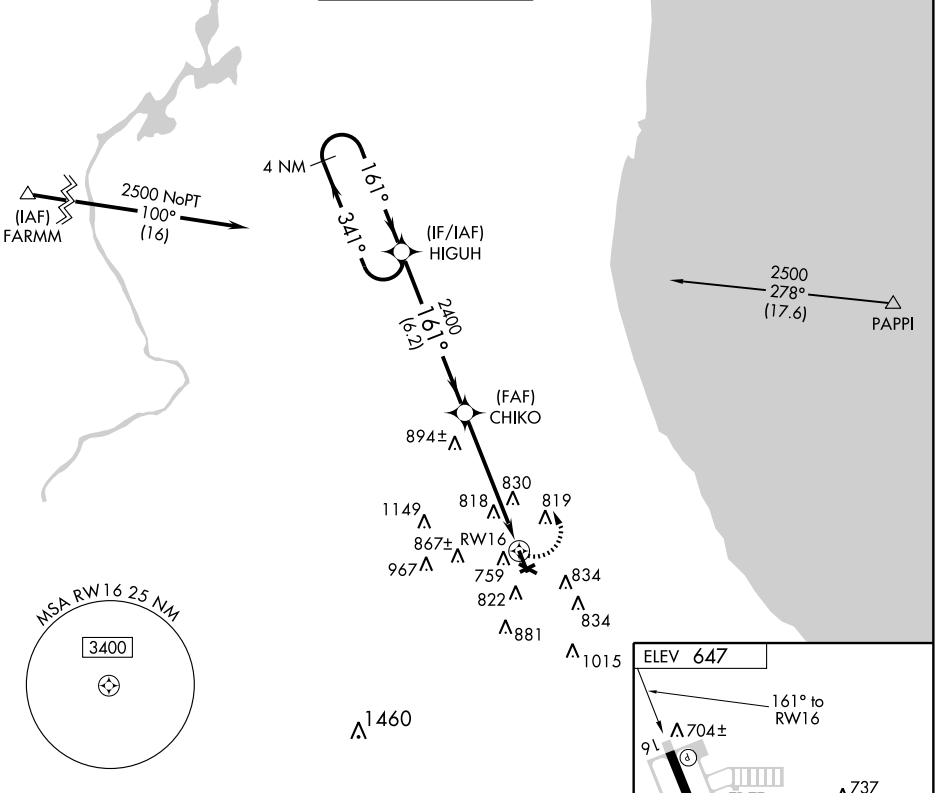 4 NM
161°
341°
2500 NoPT
100°
(16)
(IAF)
FARMM
(IF/IAF)
HIGUH
2400
161°
(6.2)
2500
278°
(17.6)
PAPPI
(FAF)
CHIKO
894±
830
818
819
1149
867±
RW16
967
759
834
822
834
881
1015
MSA RW16 25 NM
3400
1460
ELEV 647
161° to
RW16
704±
16
P
737